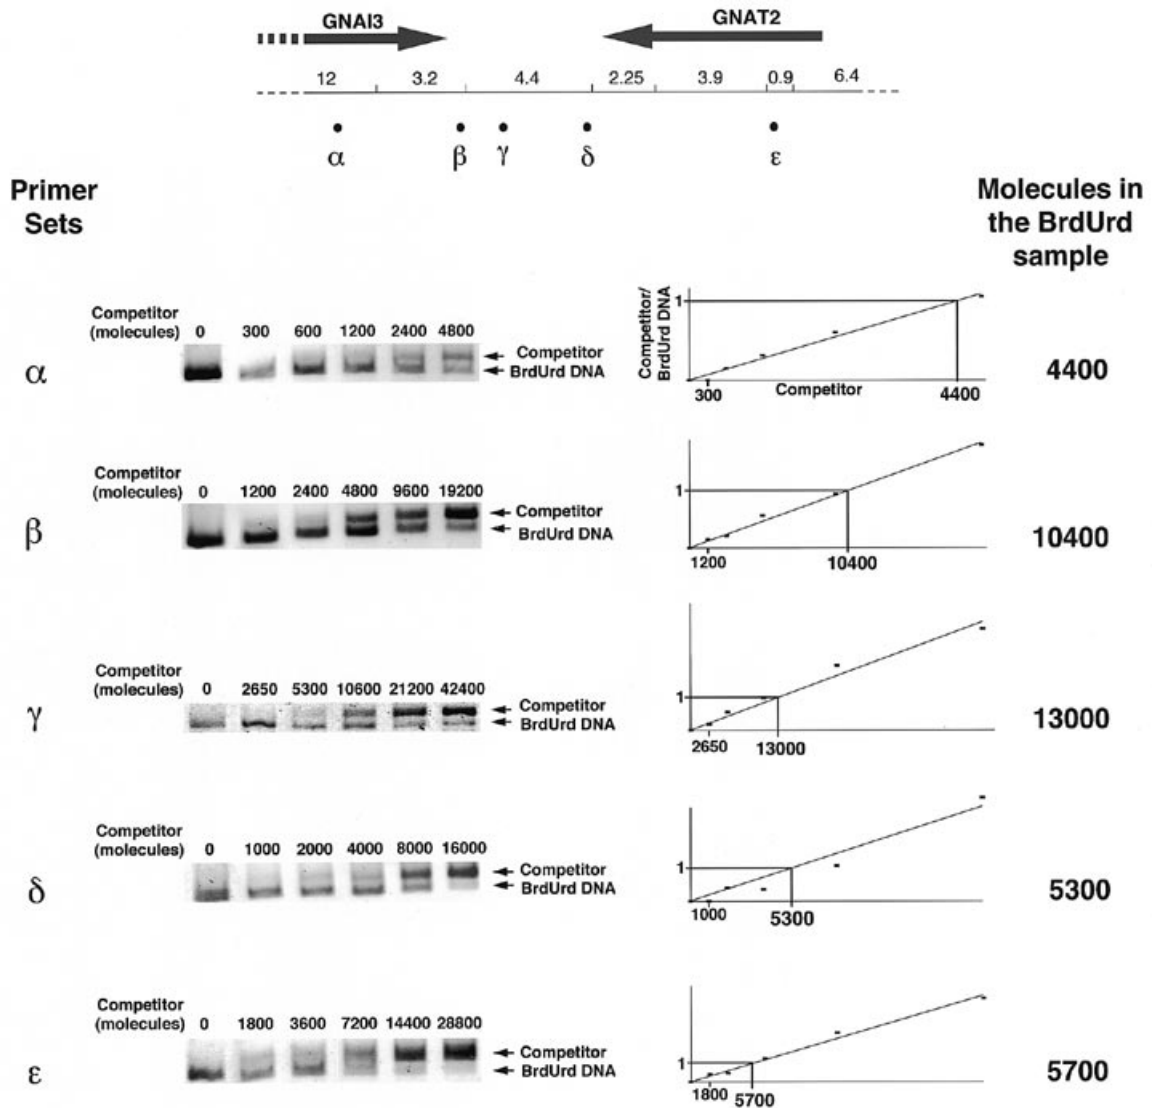 GNAI3 GNAT2
12 3.2 4.4 2.25 3.9 0.9 6.4
α β γ δ ε
Primer
Sets
Molecules in
the BrdUrd
sample
α
Competitor
(molecules) 0 300 600 1200 2400 4800
Competitor
BrdUrd DNA
Competitor/
BrdUrd DNA
1
300 Competitor 4400
4400
β
Competitor
(molecules) 0 1200 2400 4800 9600 19200
Competitor
BrdUrd DNA
1
1200 10400
10400
γ
Competitor
(molecules) 0 2650 5300 10600 21200 42400
Competitor
BrdUrd DNA
1
2650 13000
13000
δ
Competitor
(molecules) 0 1000 2000 4000 8000 16000
Competitor
BrdUrd DNA
1
1000 5300
5300
ε
Competitor
(molecules) 0 1800 3600 7200 14400 28800
Competitor
BrdUrd DNA
1
1800 5700
5700